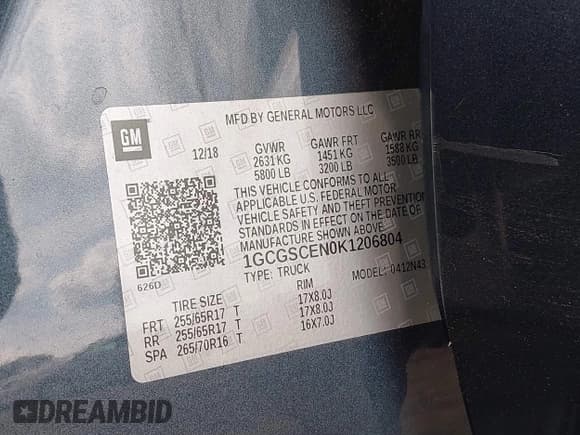 GM
MFD BY GENERAL MOTORS LLC
12/18 GVWR GAWR FRT GAWR RR
2631 KG 1451 KG 1588 KG
5800 LB 3200 LB 3500 LB
THIS VEHICLE CONFORMS TO ALL
APPLICABLE U.S. FEDERAL MOTOR
VEHICLE SAFETY AND THEFT PREVENTION
STANDARDS IN EFFECT ON THE DATE OF
MANUFACTURE SHOWN ABOVE.
1GCGSCEN0K1206804
626D TYPE: TRUCK MODEL: 0412N43
TIRE SIZE RIM
FRT 255/65R17 T 17X8.0J
RR 255/65R17 T 17X8.0J
SPA 265/70R16 T 16X7.0J
DREAMBID